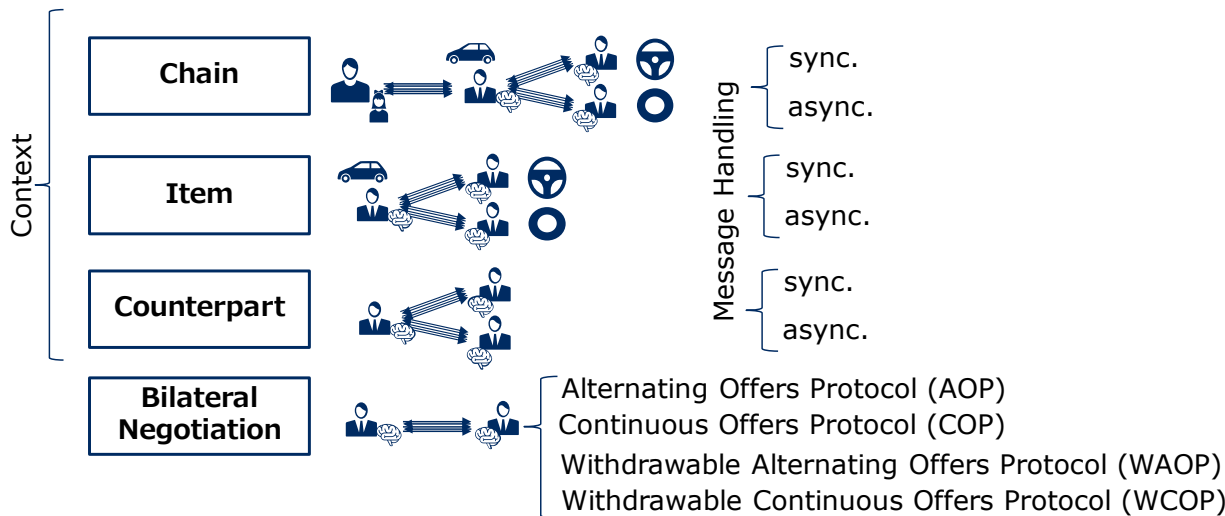 Context
Chain
Item
Counterpart
Bilateral
Negotiation
Message Handling
sync.
async.
sync.
async.
sync.
async.
Alternating Offers Protocol (AOP)
Continuous Offers Protocol (COP)
Withdrawable Alternating Offers Protocol (WAOP)
Withdrawable Continuous Offers Protocol (WCOP)